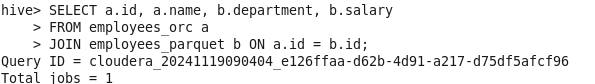 hive> SELECT a.id, a.name, b.department, b.salary
    > FROM employees_orc a
    > JOIN employees_parquet b ON a.id = b.id;
Query ID = cloudera_20241119090404_e126ffaa-d62b-4d91-a217-d75df5afcf96
Total jobs = 1